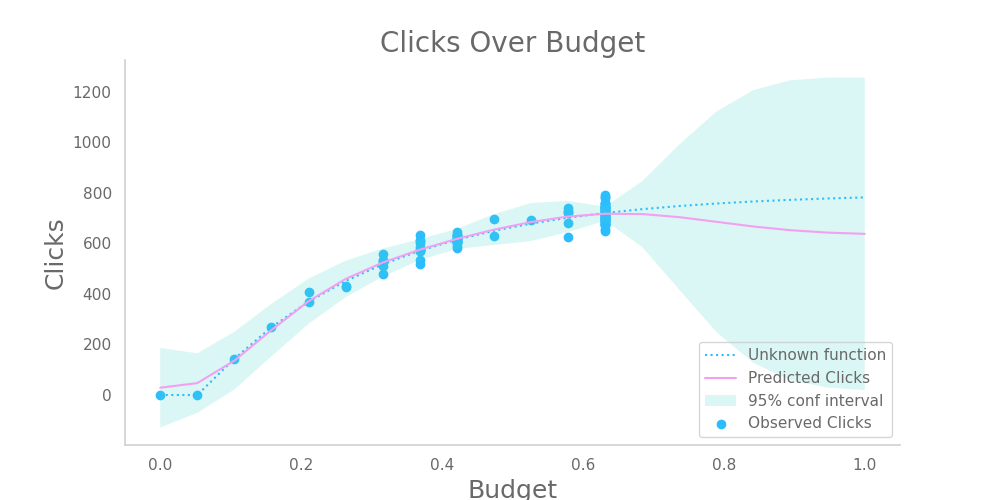 Clicks Over Budget
Clicks
1200
1000
800
600
400
200
0
0.0 0.2 0.4 0.6 0.8 1.0
Budget
Unknown function
Predicted Clicks
95% conf interval
Observed Clicks